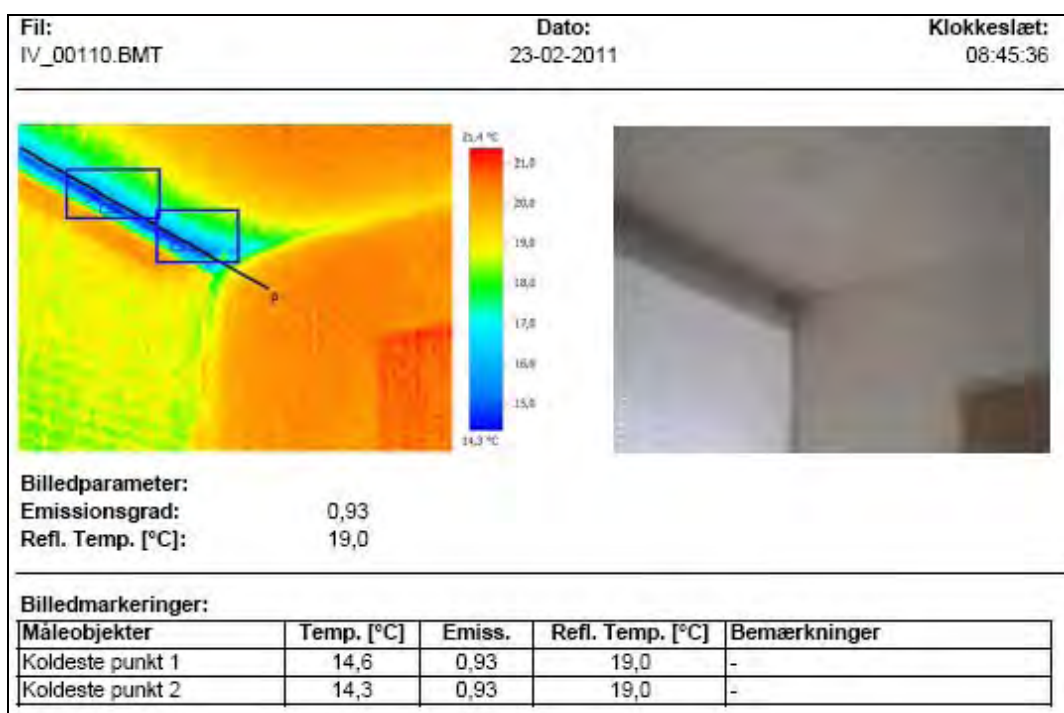 Fil: Dato: Klokkeslæt:
IV_00110.BMT 23-02-2011 08:45:36
21,4 °C
21,0
20,0
19,0
18,0
17,0
16,0
15,0
14,3 °C
P
Billedparameter:
Emissionsgrad: 0,93
Refl. Temp. [°C]: 19,0
Billedmarkeringer:
Måleobjekter Temp. [°C] Emiss. Refl. Temp. [°C] Bemærkninger
Koldeste punkt 1 14,6 0,93 19,0 -
Koldeste punkt 2 14,3 0,93 19,0 -